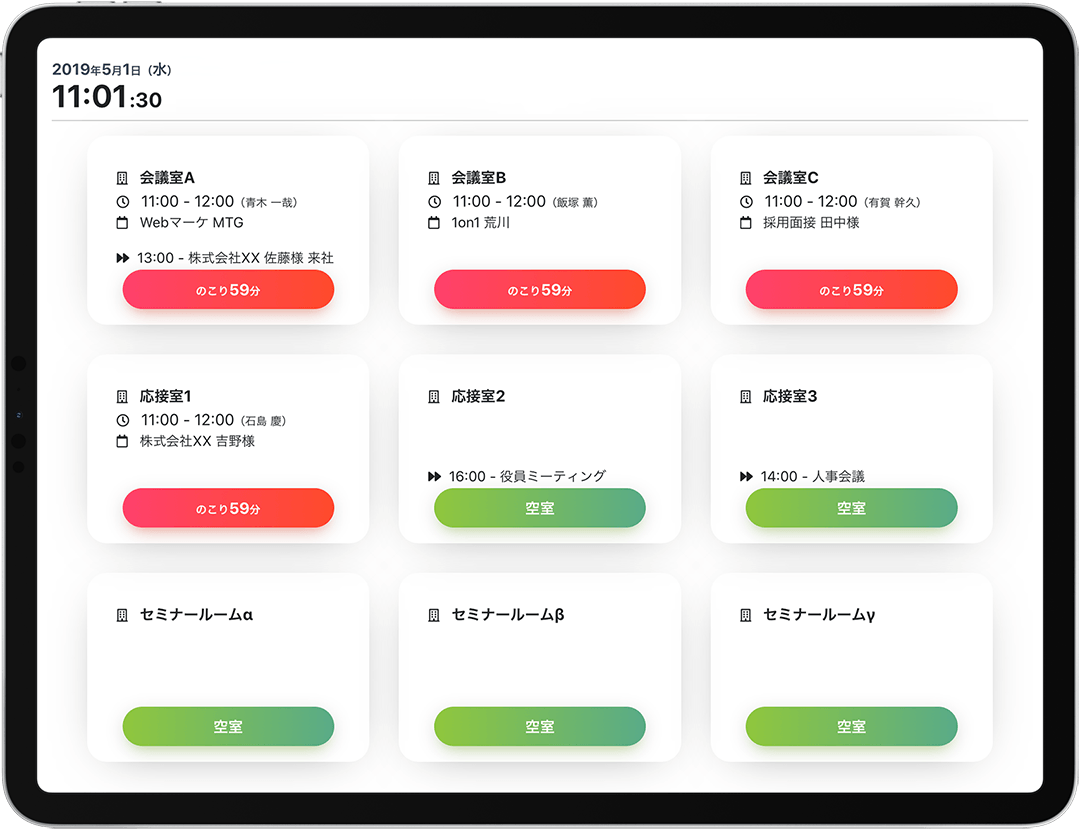 2019年5月1日（水）
11:01:30
会議室A
11:00 - 12:00（青木 一哉）
Webマーケ MTG
13:00 - 株式会社XX 佐藤様 来社
のこり59分
会議室B
11:00 - 12:00（飯塚 薫）
1on1 荒川
のこり59分
会議室C
11:00 - 12:00（有賀 幹久）
採用面接 田中様
のこり59分
応接室1
11:00 - 12:00（石島 慶）
株式会社XX 吉野様
のこり59分
応接室2
16:00 - 役員ミーティング
空室
応接室3
14:00 - 人事会議
空室
セミナールームα
空室
セミナールームβ
空室
セミナールームγ
空室